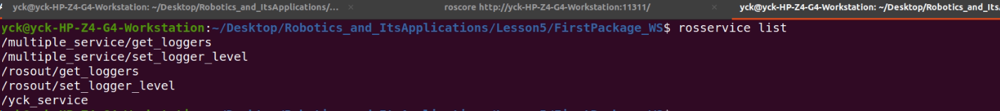 yck@yck-HP-Z4-G4-Workstation: ~/Desktop/Robotics_and_ItsApplications/... × roscore http://yck-HP-Z4-G4-Workstation:11311/ × yck@yck-HP-Z4-G4-Workstation: ~/Desktop/Robotics_and_Its
yck@yck-HP-Z4-G4-Workstation:~/Desktop/Robotics_and_ItsApplications/Lesson5/FirstPackage_WS$ rosservice list
/multiple_service/get_loggers
/multiple_service/set_logger_level
/rosout/get_loggers
/rosout/set_logger_level
/yck_service